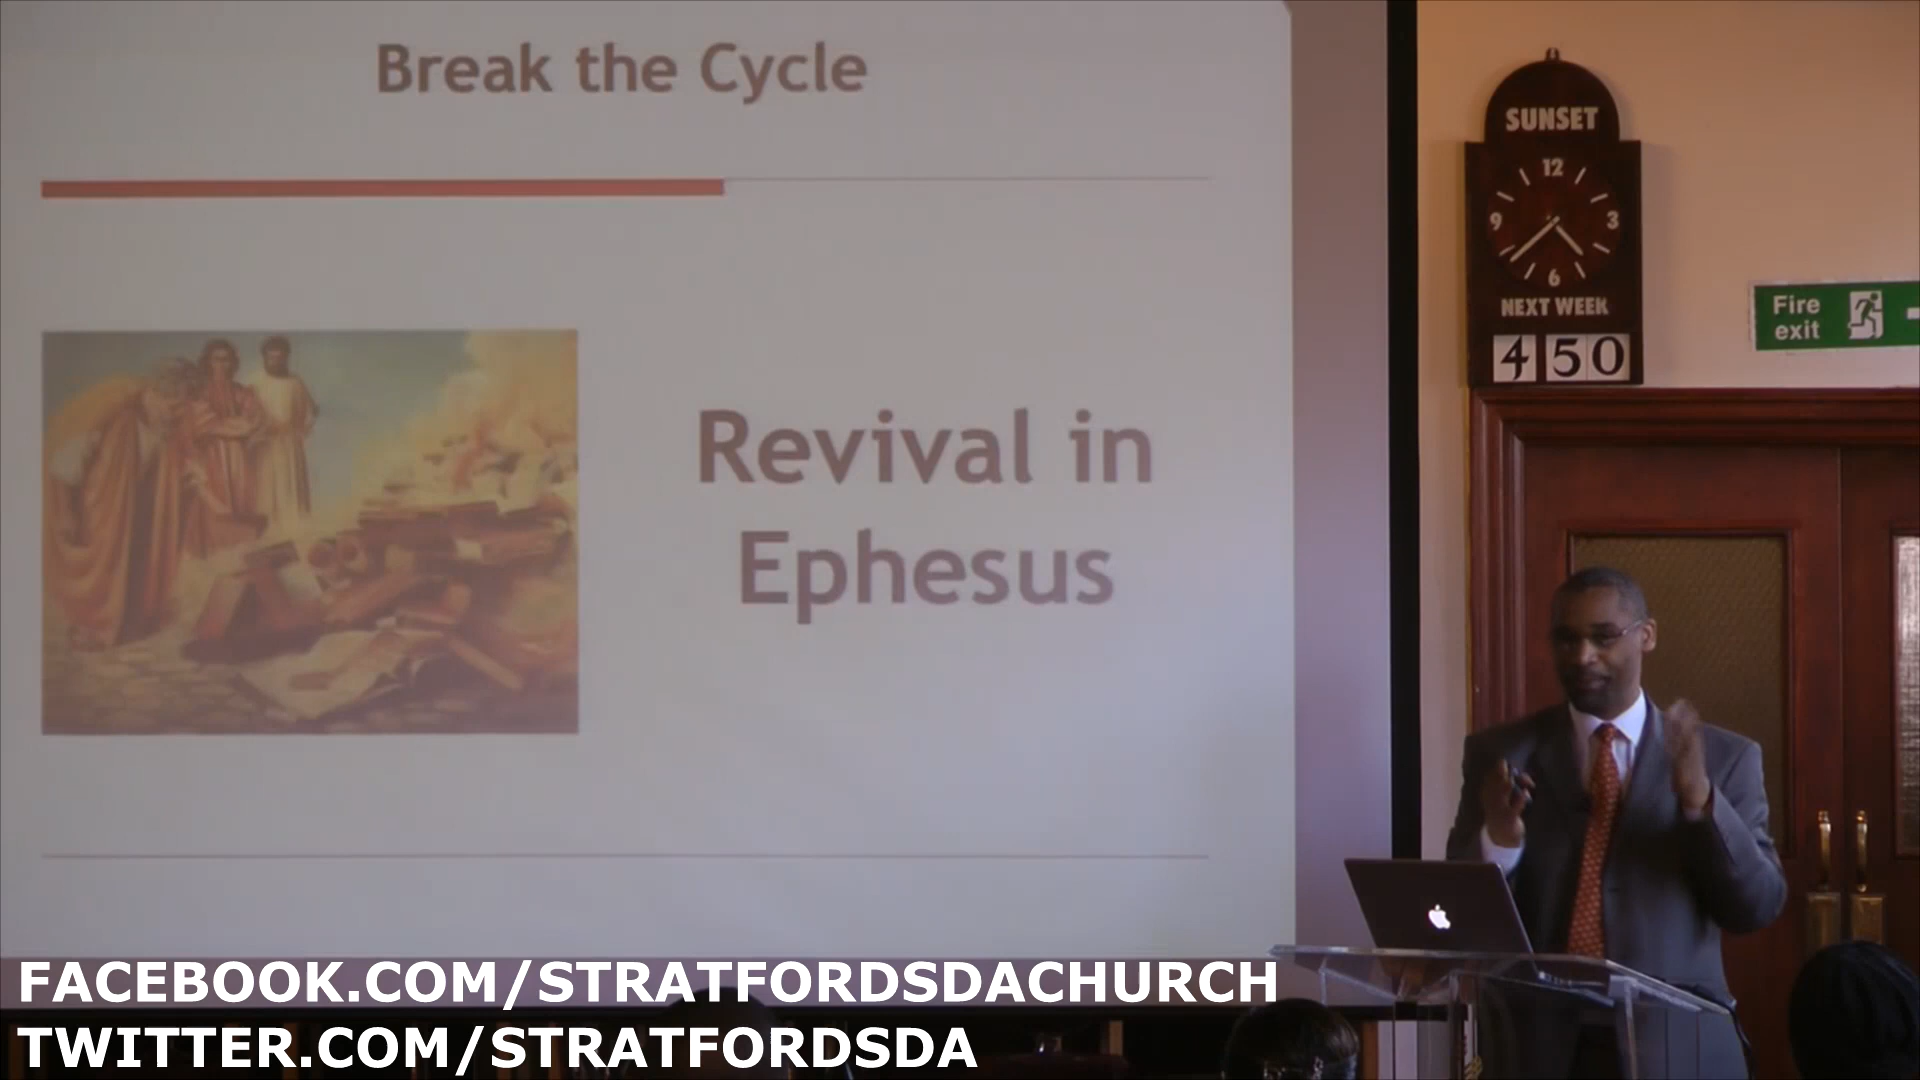 Break the Cycle
Revival in
Ephesus
SUNSET
12
9
3
6
NEXT WEEK
4 50
Fire
exit
FACEBOOK.COM/STRATFORDSDACHURCH
TWITTER.COM/STRATFORDSDA